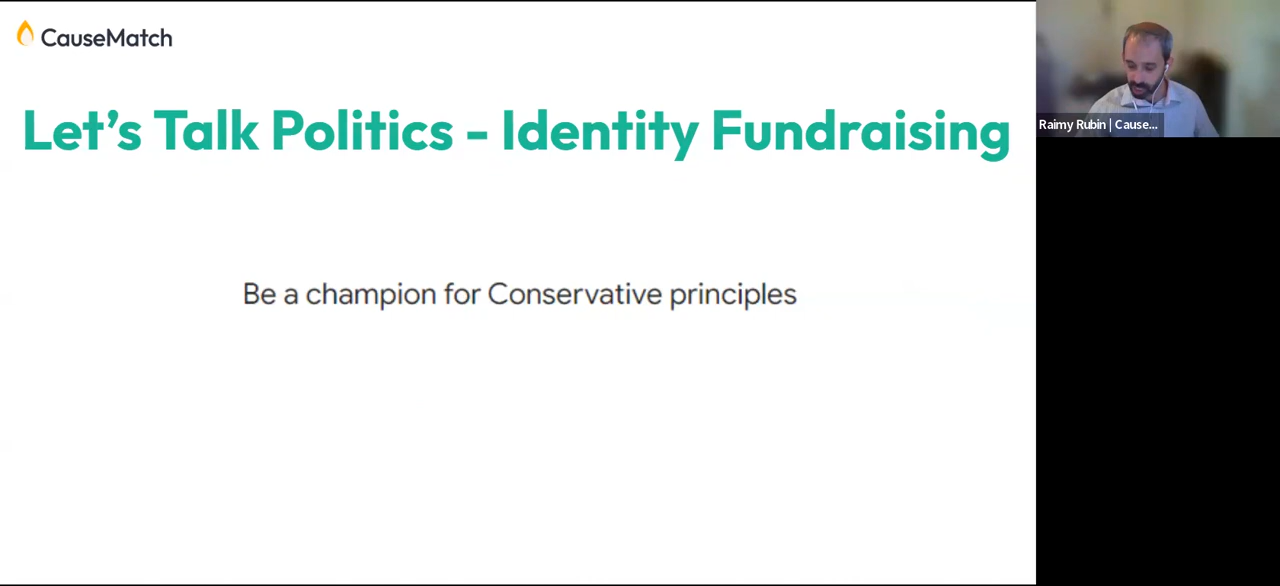 CauseMatch
Let's Talk Politics - Identity Fundraising
Be a champion for Conservative principles
Raimy Rubin | Cause...